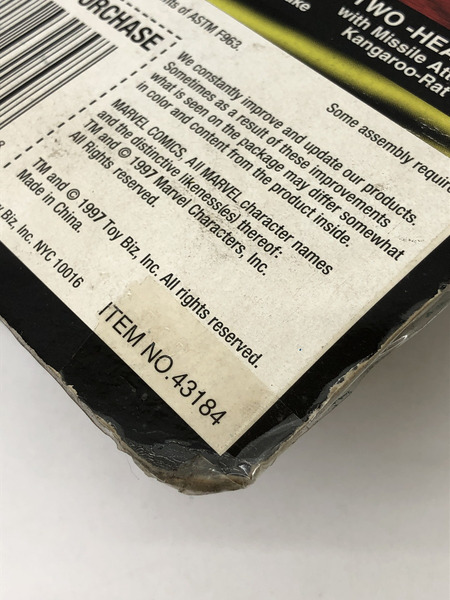 PURCHASE
ake
TWO-HEA
with Missile Att
Kangaroo-Rat
of ASTM F963.
Some assembly require
We constantly improve and update our products.
Sometimes as a result of these improvements
what is seen on the package may differ, somewhat
in color and content from the product inside.
MARVEL COMICS, All MARVEL character names
and the distinctive likeness(es) thereof:
TM and © 1997 Marvel Characters, Inc.
All Rights reserved.
TM and © 1997 Toy Biz, Inc. All rights reserved.
Made in China.
Biz, Inc. NYC 10016
ITEM NO.43184